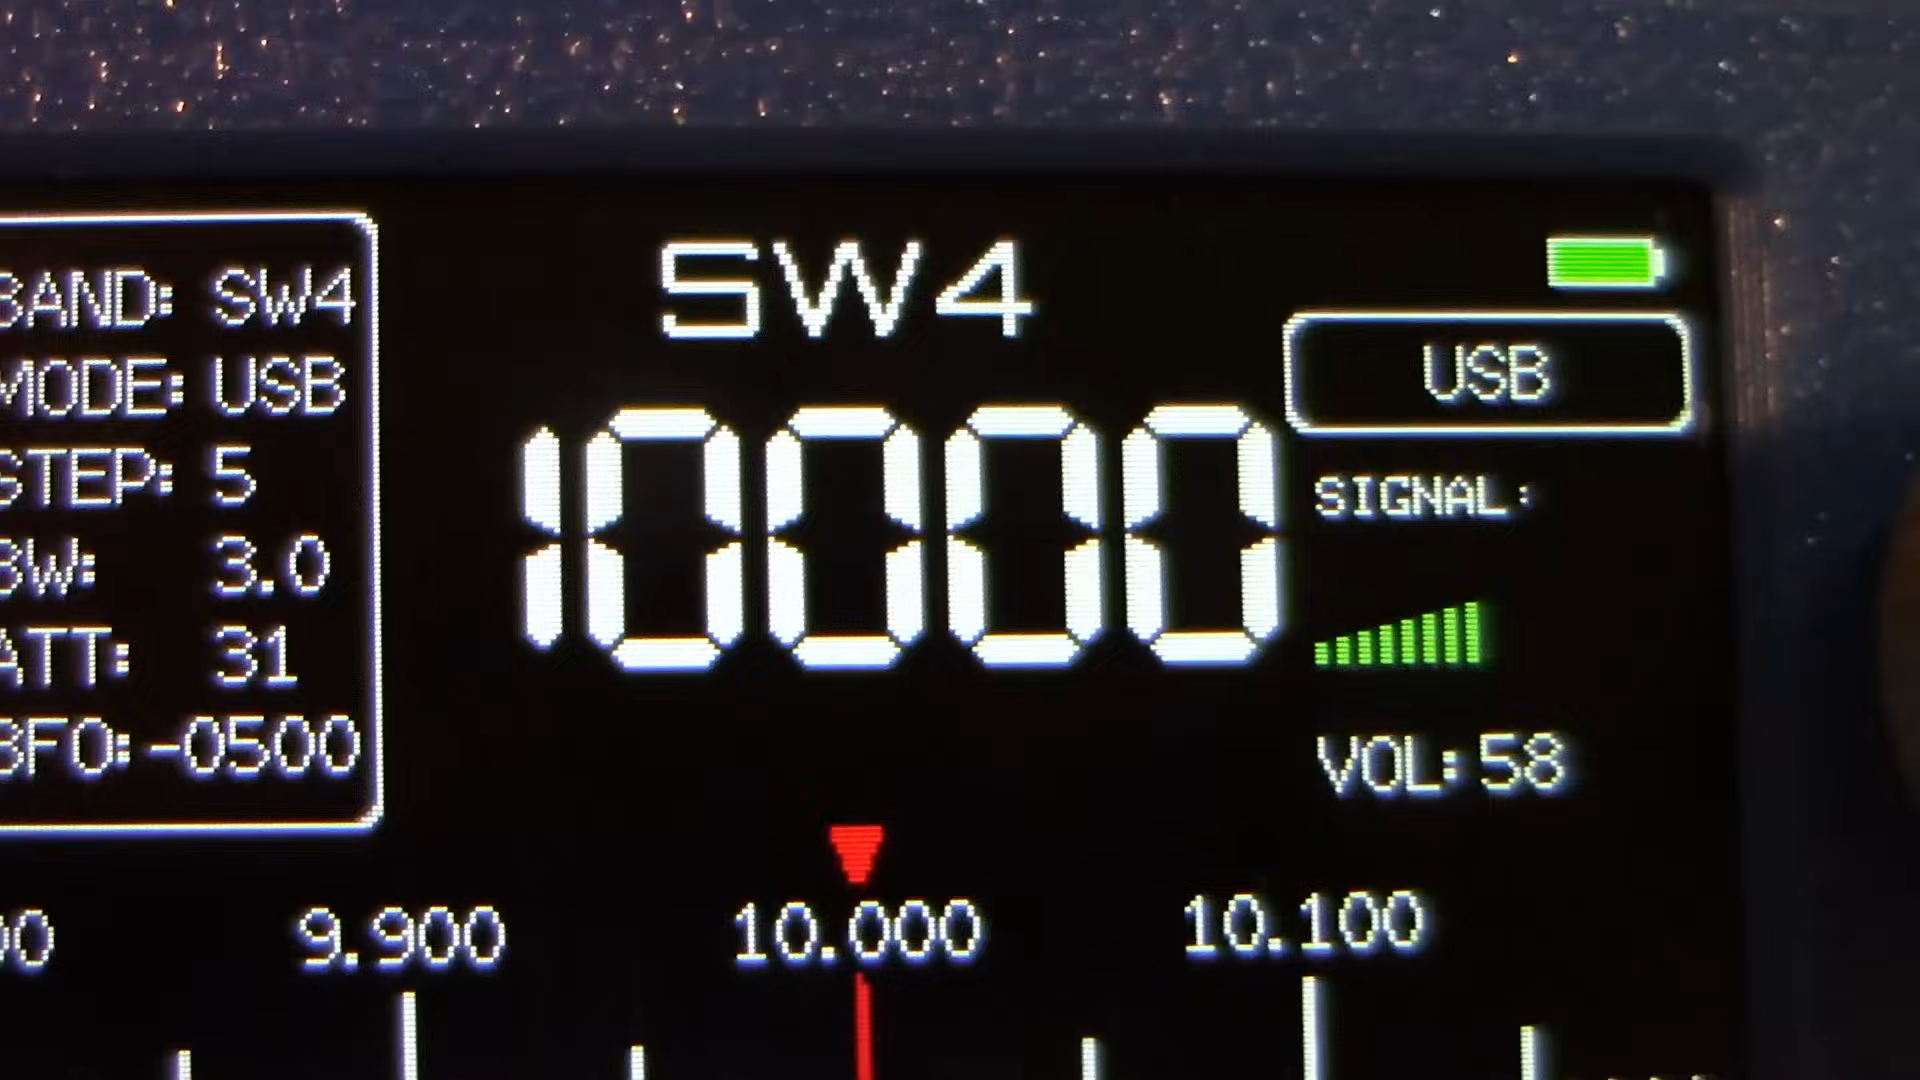 BAND: SW4
MODE: USB
STEP: 5
BW: 3.0
ATT: 31
BFO: -0500
SW4
10000
USB
SIGNAL:
VOL: 58
00 9.900 10.000 10.100